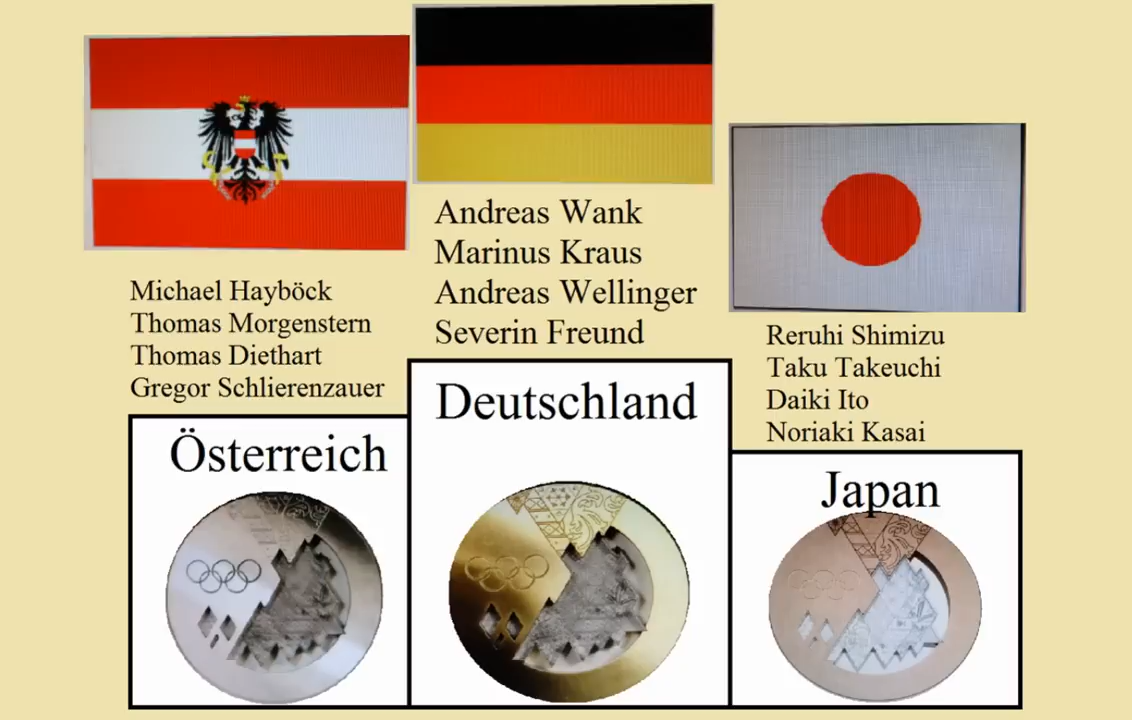 Michael Hayböck
Thomas Morgenstern
Thomas Diethart
Gregor Schlierenzauer
Österreich
Andreas Wank
Marinus Kraus
Andreas Wellinger
Severin Freund
Deutschland
Reruhi Shimizu
Taku Takeuchi
Daiki Ito
Noriaki Kasai
Japan